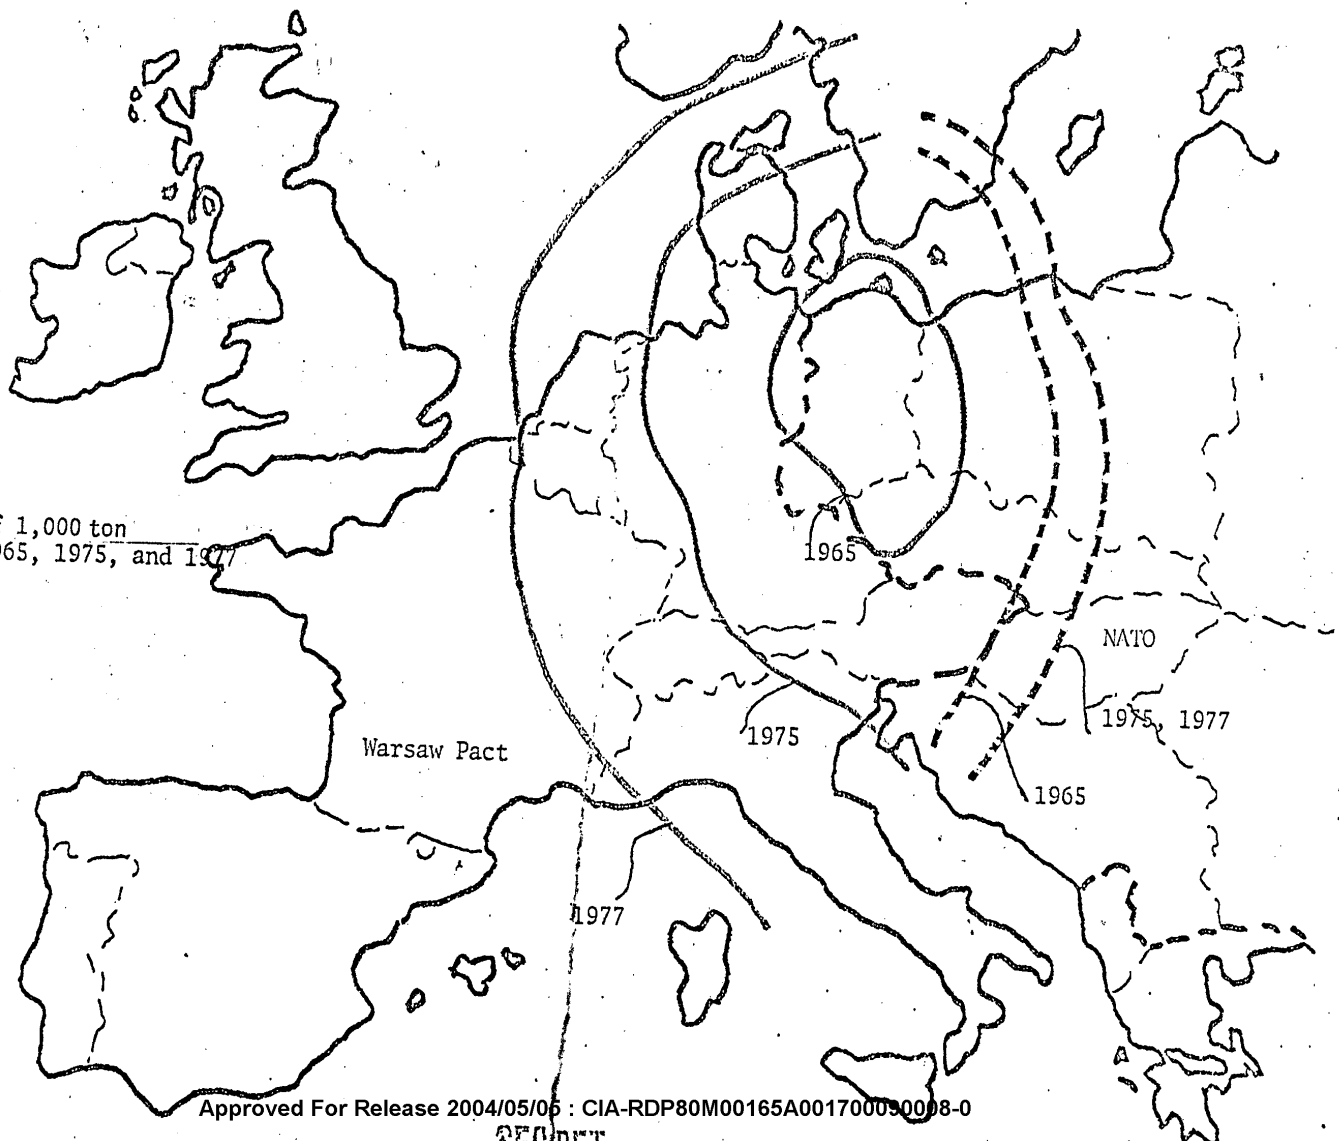 1,000 ton
65, 1975, and 1977
1965
NATO
1975, 1977
1975
Warsaw Pact
1965
1977
Approved For Release 2004/05/05 : CIA-RDP80M00165A001700090008-0